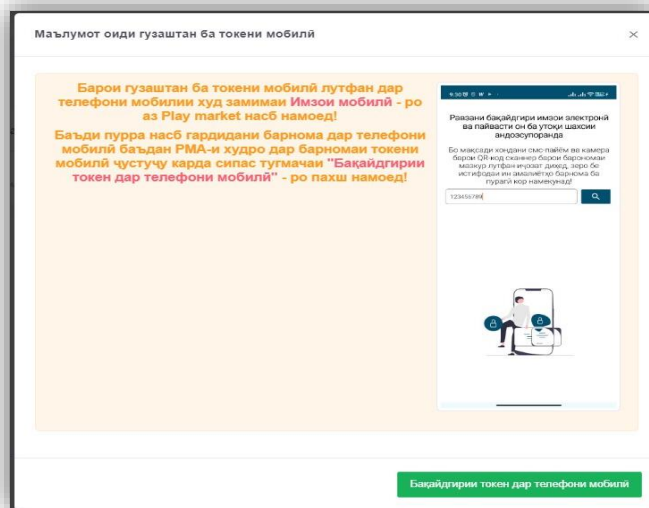 Маълумот оиди гузаштан ба токени мобилӣ
Барои гузаштан ба токени мобилӣ лутфан дар
телефони мобилии худ замимаи Имзои мобилӣ - ро
аз Play market насб намоед!
Баъди пурра насб гардидани барнома дар телефони
мобилӣ баъдан РМА-и худро дар барномаи токени
мобилӣ ҷустуҷу карда сипас тугмачаи "Бақайдгирии
токен дар телефони мобилӣ" - ро пахш намоед!
Равзани бақайдгири имзои электронӣ
ва пайвасти он ба утоқи шахсии
андозсупоранда
Бо мақсади хондани смс-паём ва камера
барои QR-код сканнер барои барономаи
мазкур лутфан иҷозат диҳед, зеро бе
истифодаи ин амалиётҳо барнома ба
пурагӣ кор намекунад!
123456789
Бақайдгирии токен дар телефони мобилӣ